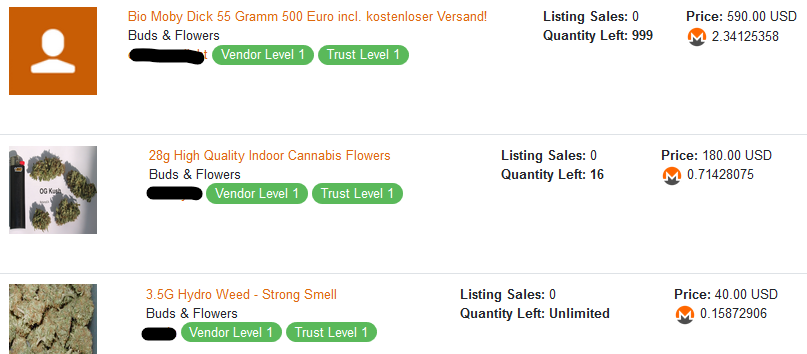 Bio Moby Dick 55 Gramm 500 Euro incl. kostenloser Versand!
Buds & Flowers
Vendor Level 1 Trust Level 1
Listing Sales: 0
Quantity Left: 999
Price: 590.00 USD
2.34125358
OG Kush
28g High Quality Indoor Cannabis Flowers
Buds & Flowers
Vendor Level 1 Trust Level 1
Listing Sales: 0
Quantity Left: 16
Price: 180.00 USD
0.71428075
3.5G Hydro Weed - Strong Smell
Buds & Flowers
Vendor Level 1 Trust Level 1
Listing Sales: 0
Quantity Left: Unlimited
Price: 40.00 USD
0.15872906